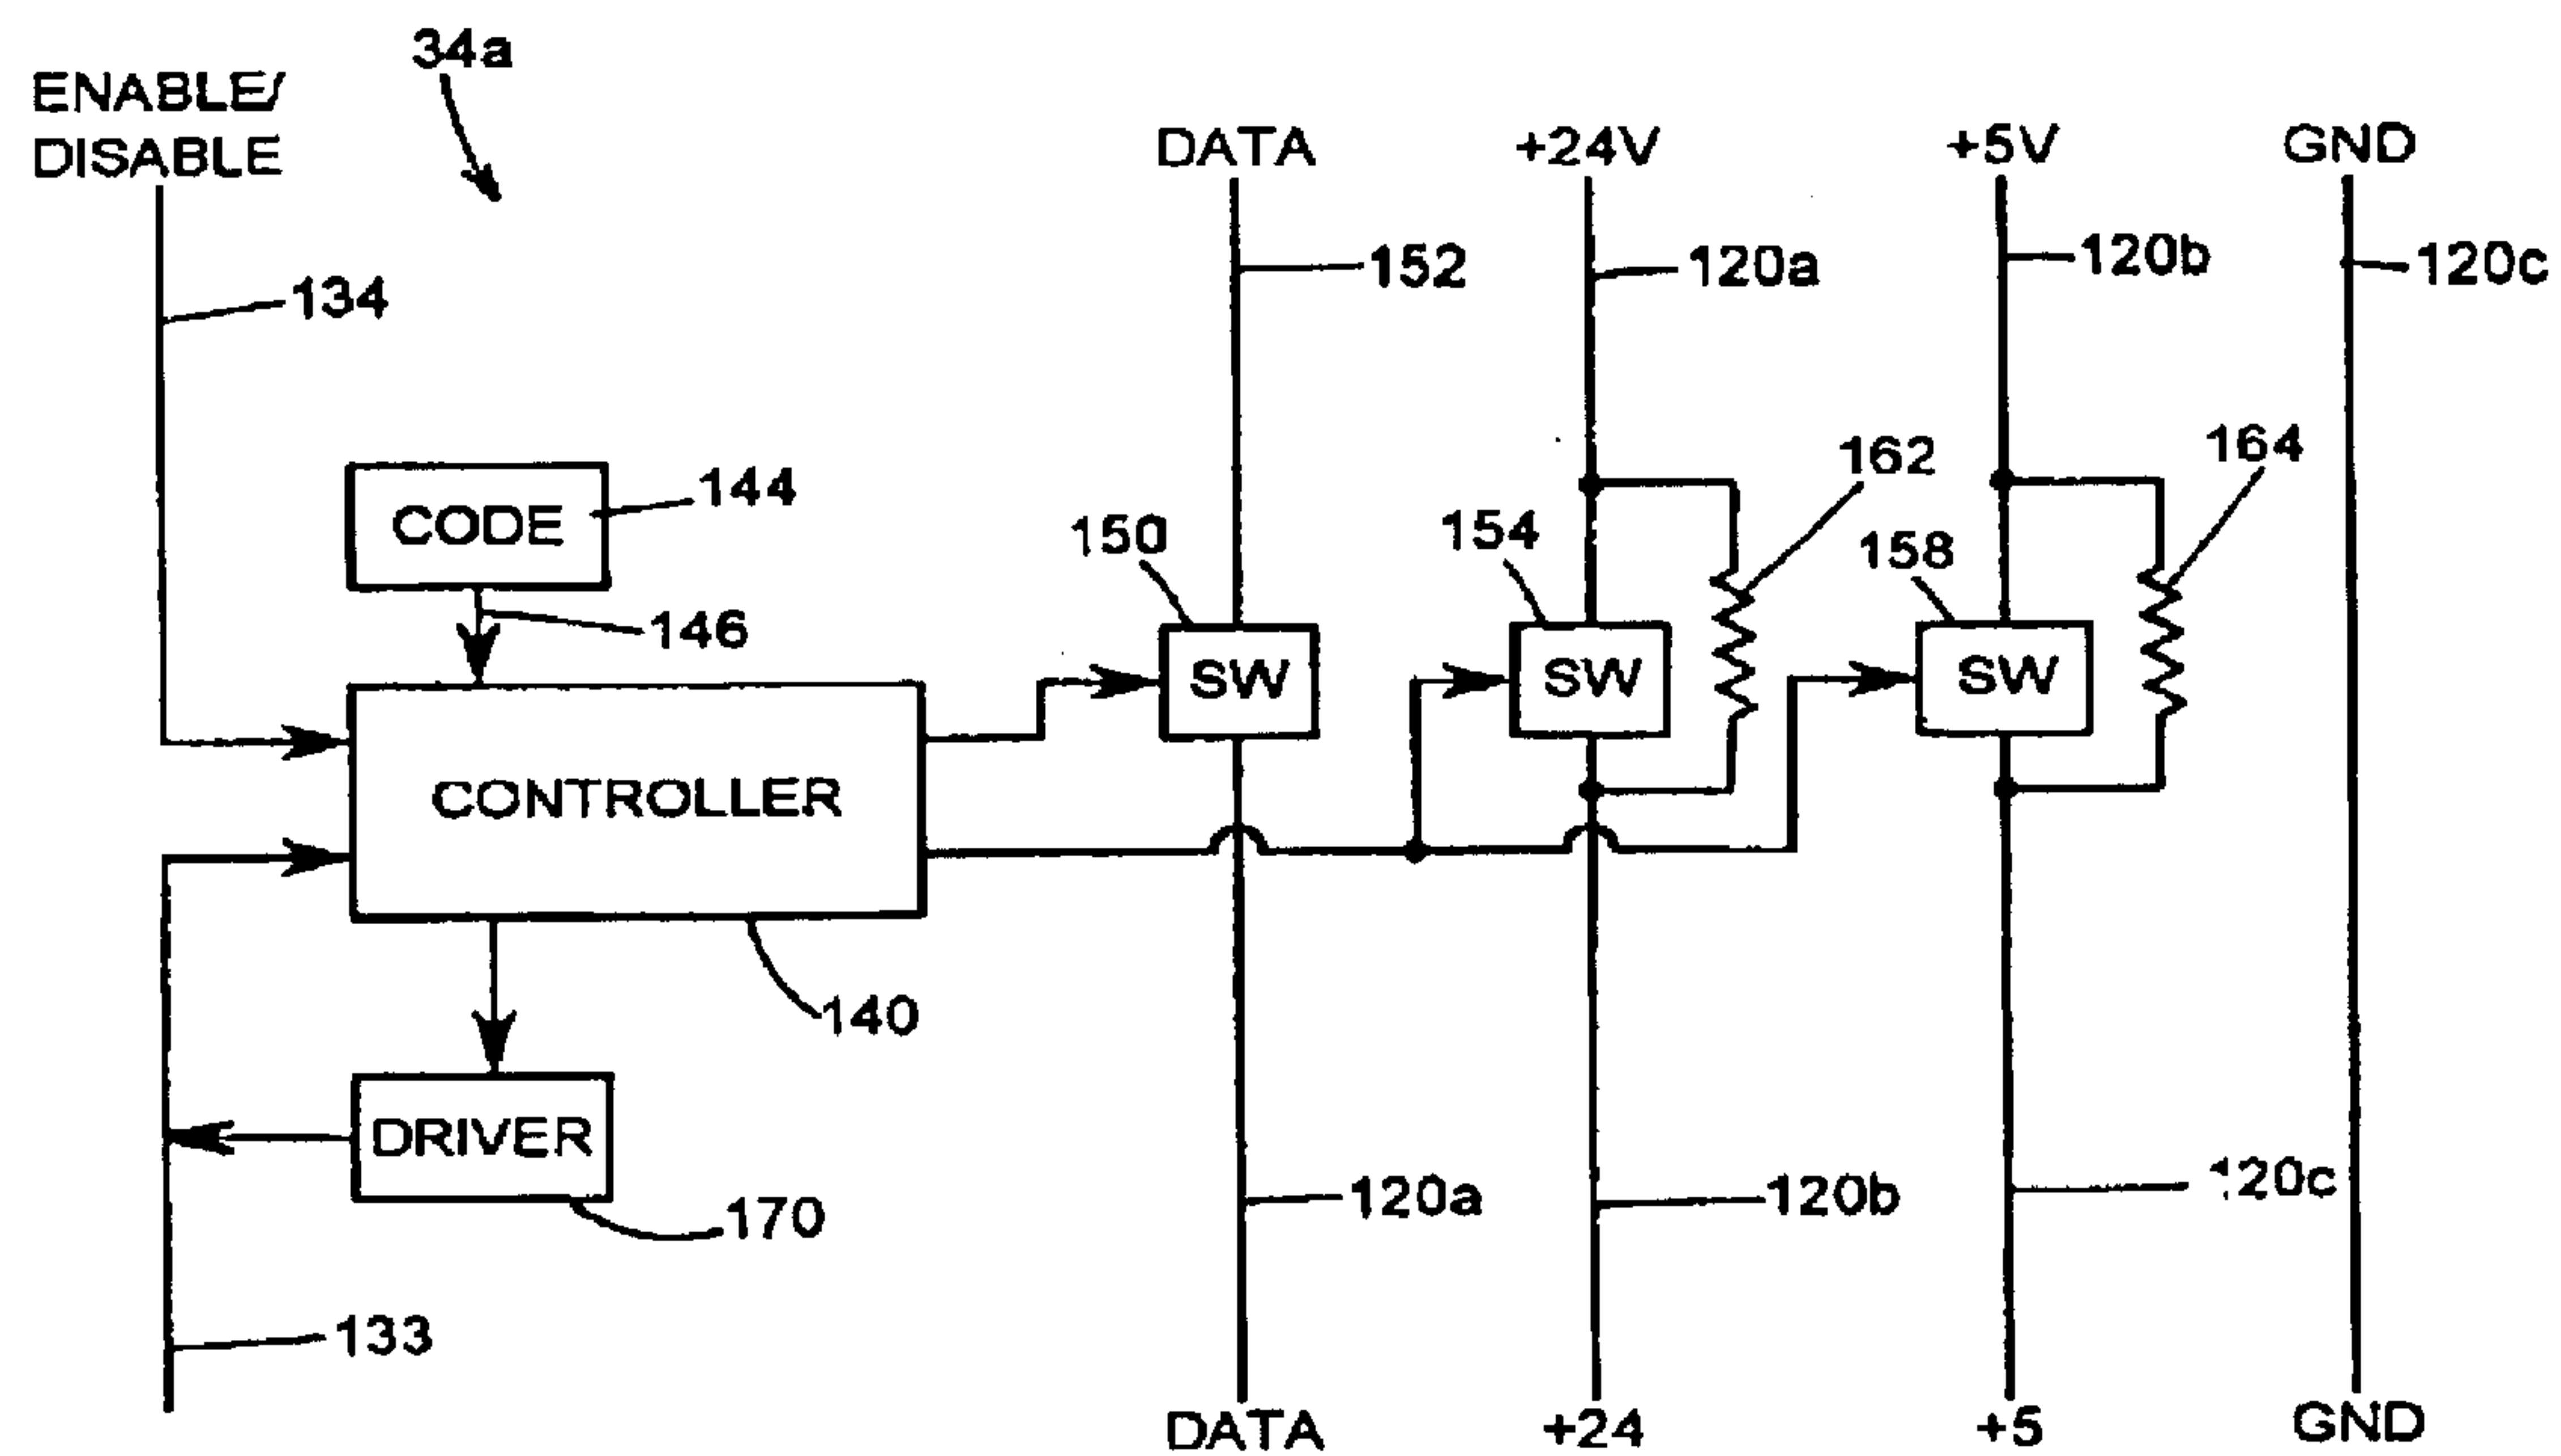 34a
ENABLE/
DISABLE
DATA
+24V
+5V
GND
134
152
120a
120b
120c
CODE
144
146
150
154
162
158
164
SW
SW
SW
CONTROLLER
140
DRIVER
170
133
120a
120b
120c
DATA
+24
+5
GND